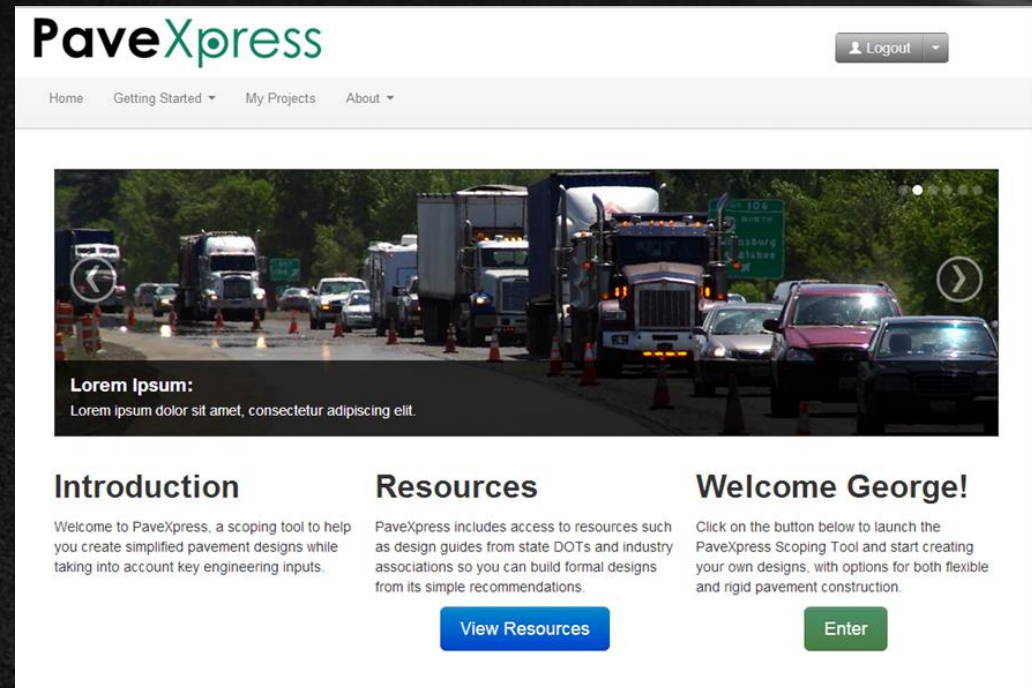 PaveXpress
Logout
Home Getting Started My Projects About
106
NORTH
Lorem Ipsum:
Lorem ipsum dolor sit amet, consectetur adipiscing elit.
Introduction
Welcome to PaveXpress, a scoping tool to help
you create simplified pavement designs while
taking into account key engineering inputs.
Resources
PaveXpress includes access to resources such
as design guides from state DOTs and industry
associations so you can build formal designs
from its simple recommendations.
View Resources
Welcome George!
Click on the button below to launch the
PaveXpress Scoping Tool and start creating
your own designs, with options for both flexible
and rigid pavement construction.
Enter